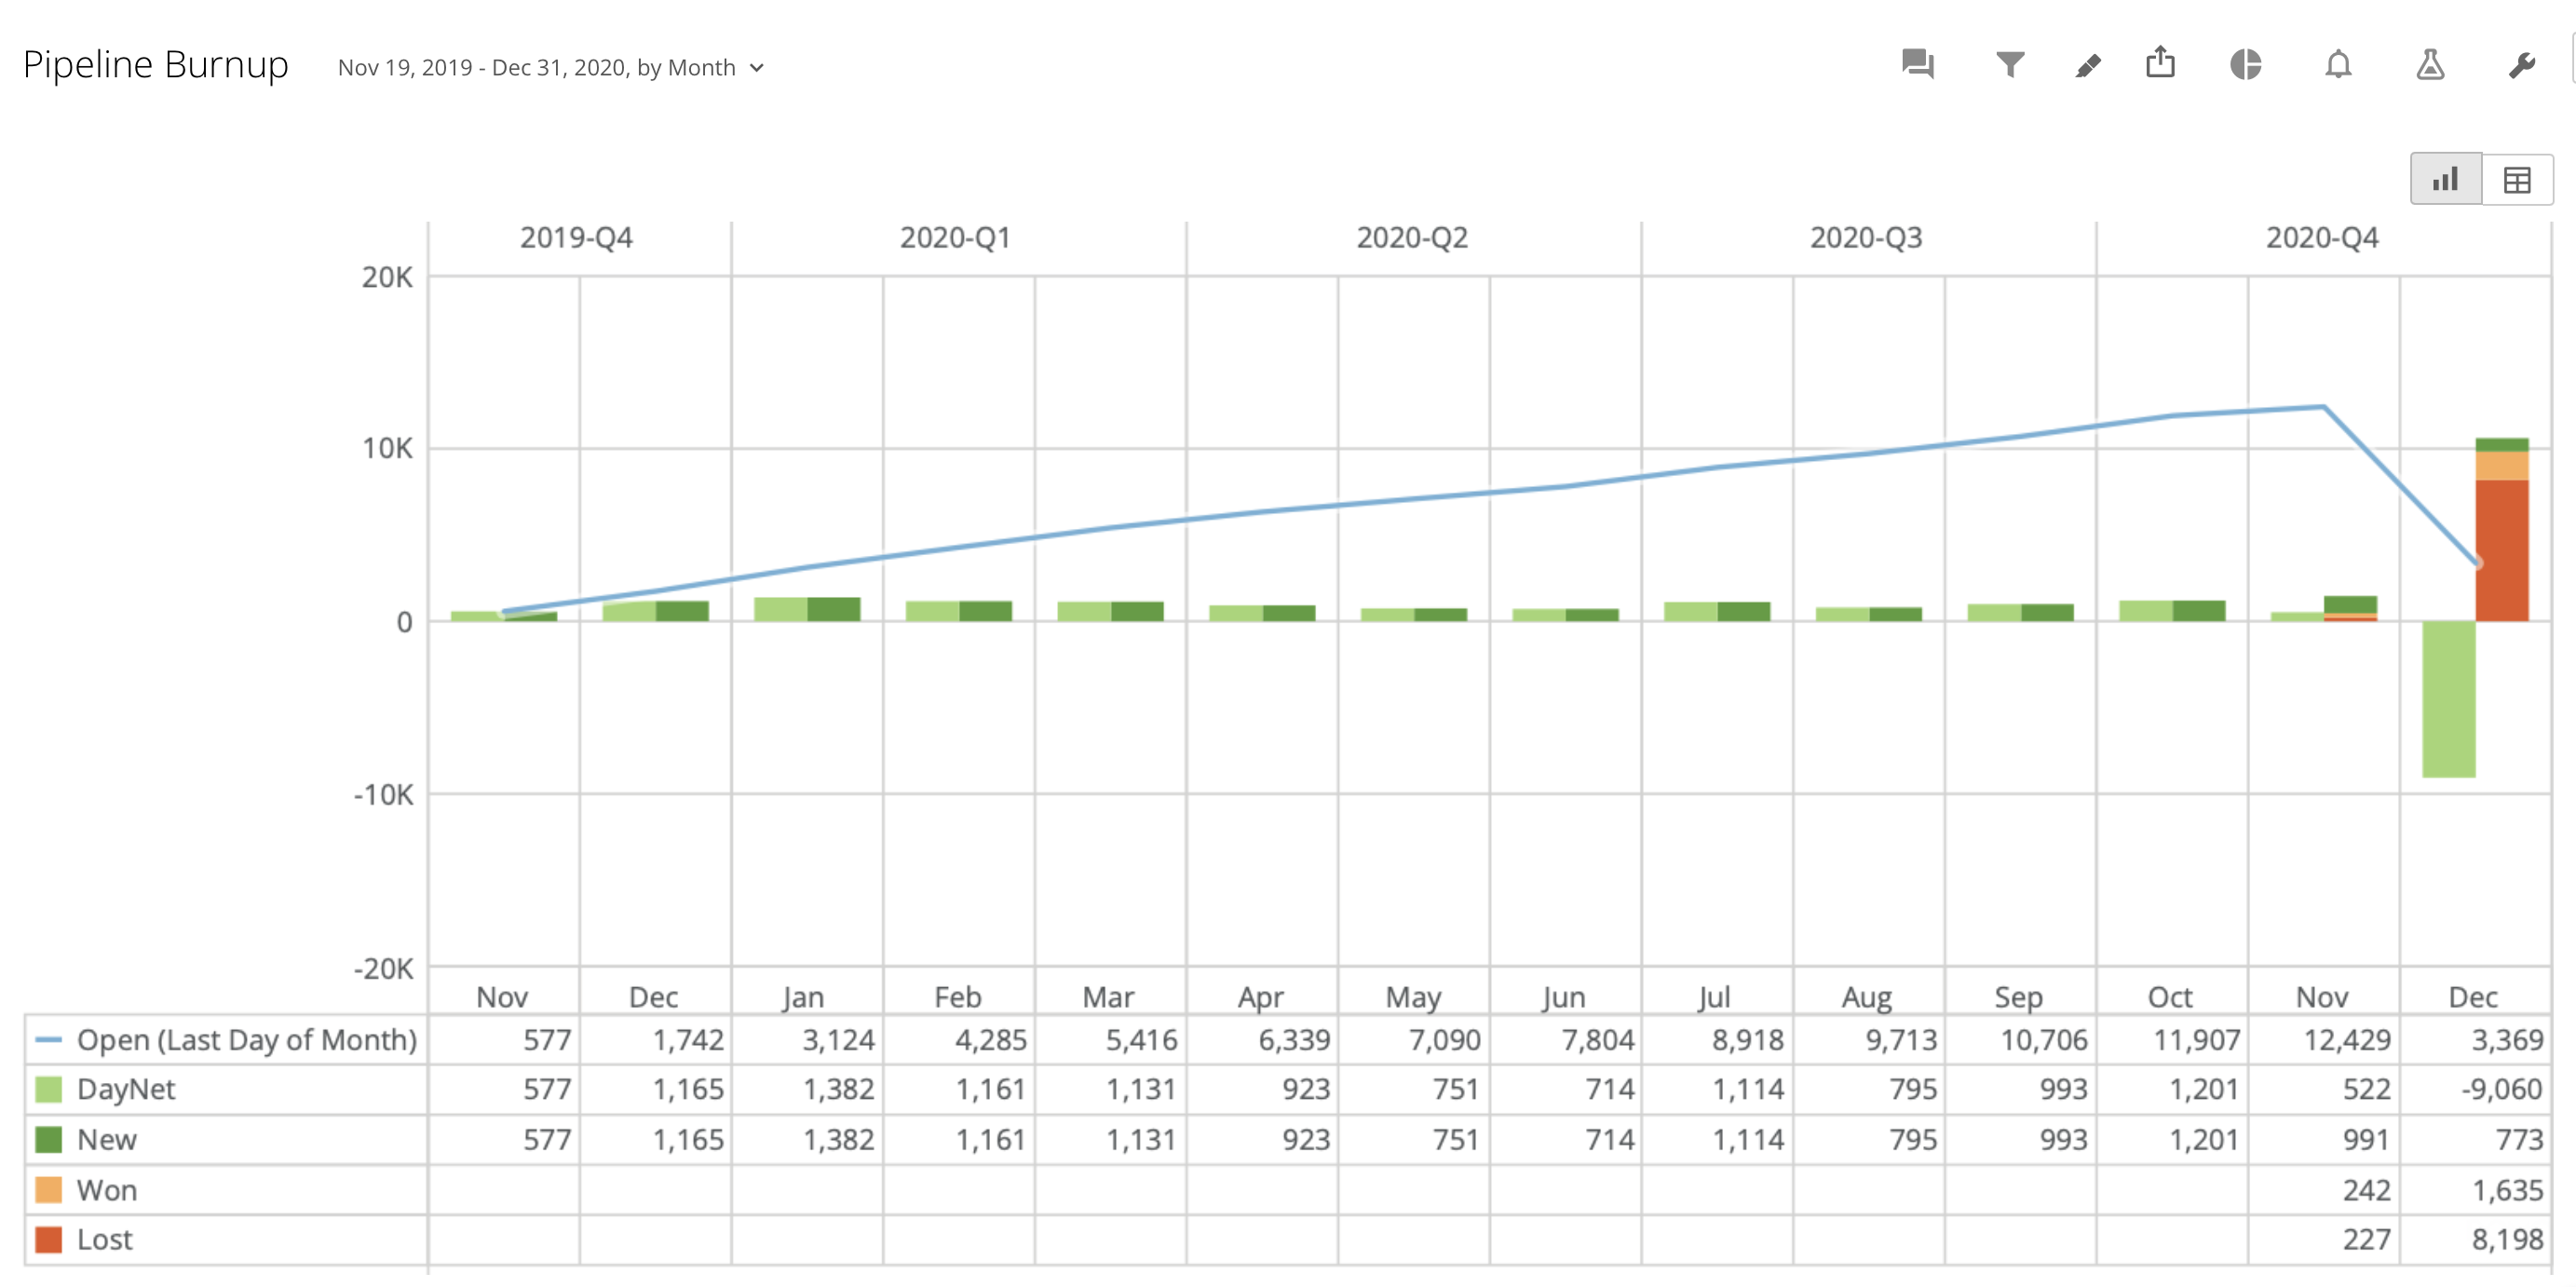 Pipeline Burnup Nov 19, 2019 - Dec 31, 2020, by Month
2019-Q4 2020-Q1 2020-Q2 2020-Q3 2020-Q4
20K
10K
0
-10K
-20K
Nov Dec Jan Feb Mar Apr May Jun Jul Aug Sep Oct Nov Dec
Open (Last Day of Month) 577 1,742 3,124 4,285 5,416 6,339 7,090 7,804 8,918 9,713 10,706 11,907 12,429 3,369
DayNet 577 1,165 1,382 1,161 1,131 923 751 714 1,114 795 993 1,201 522 -9,060
New 577 1,165 1,382 1,161 1,131 923 751 714 1,114 795 993 1,201 991 773
Won 242 1,635
Lost 227 8,198